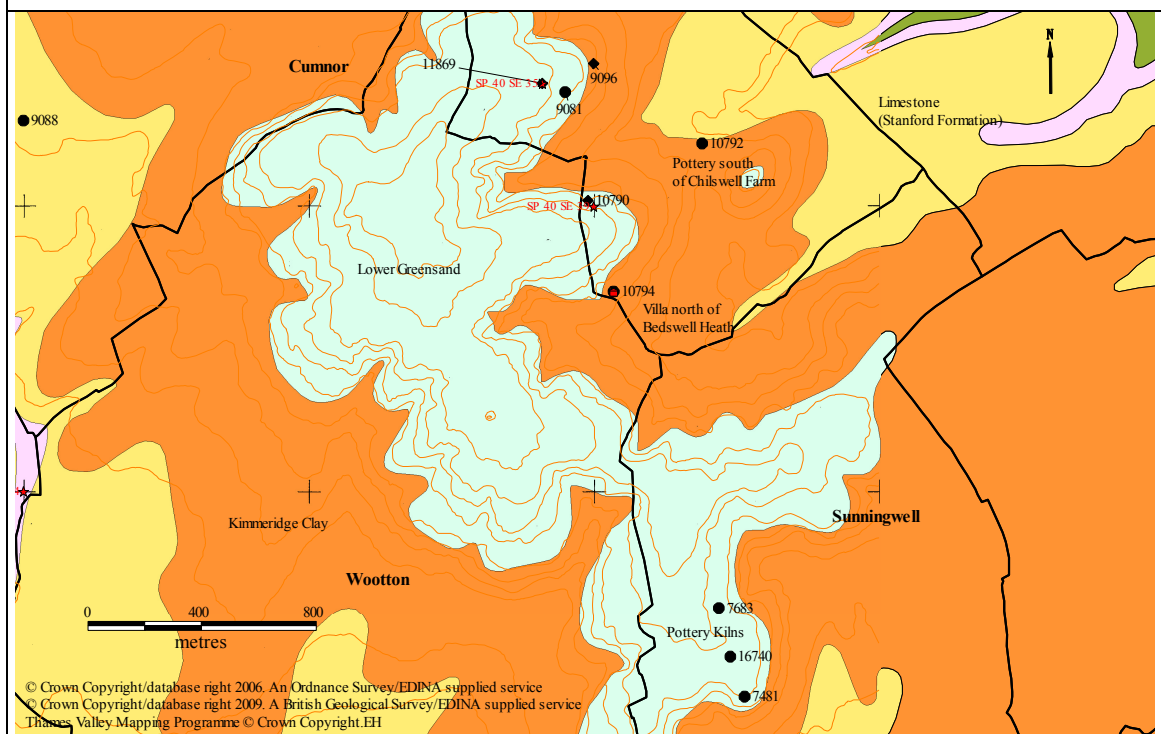 N
Cumnor
11869
SP 40 SE 35
9096
9081
Limestone
(Stanford Formation)
9088
10792
Pottery south
of Chilswell Farm
10790
SP 40 SE
Lower Greensand
10794
Villa north of
Bedswell Heath
Sunningwell
Kimmeridge Clay
Wootton
7683
0 400 800
metres
Pottery Kilns
16740
7481
© Crown Copyright/database right 2006. An Ordnance Survey/EDINA supplied service
© Crown Copyright/database right 2009. A British Geological Survey/EDINA supplied service
Thames Valley Mapping Programme © Crown Copyright.EH